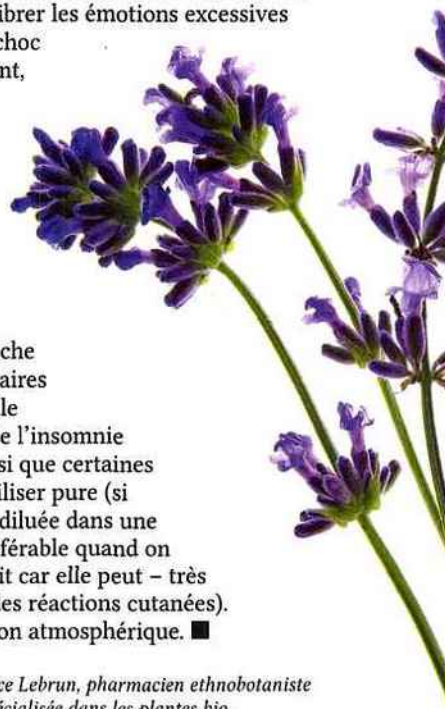 ibrer les émotions excessives
choc
nt,
che
aires
le
e l'insomnie
si que certaines
iliser pure (si
diluée dans une
férable quand on
it car elle peut – très
des réactions cutanées).
on atmosphérique. ■
ce Lebrun, pharmacien ethnobotaniste
spécialisée dans les plantes bio